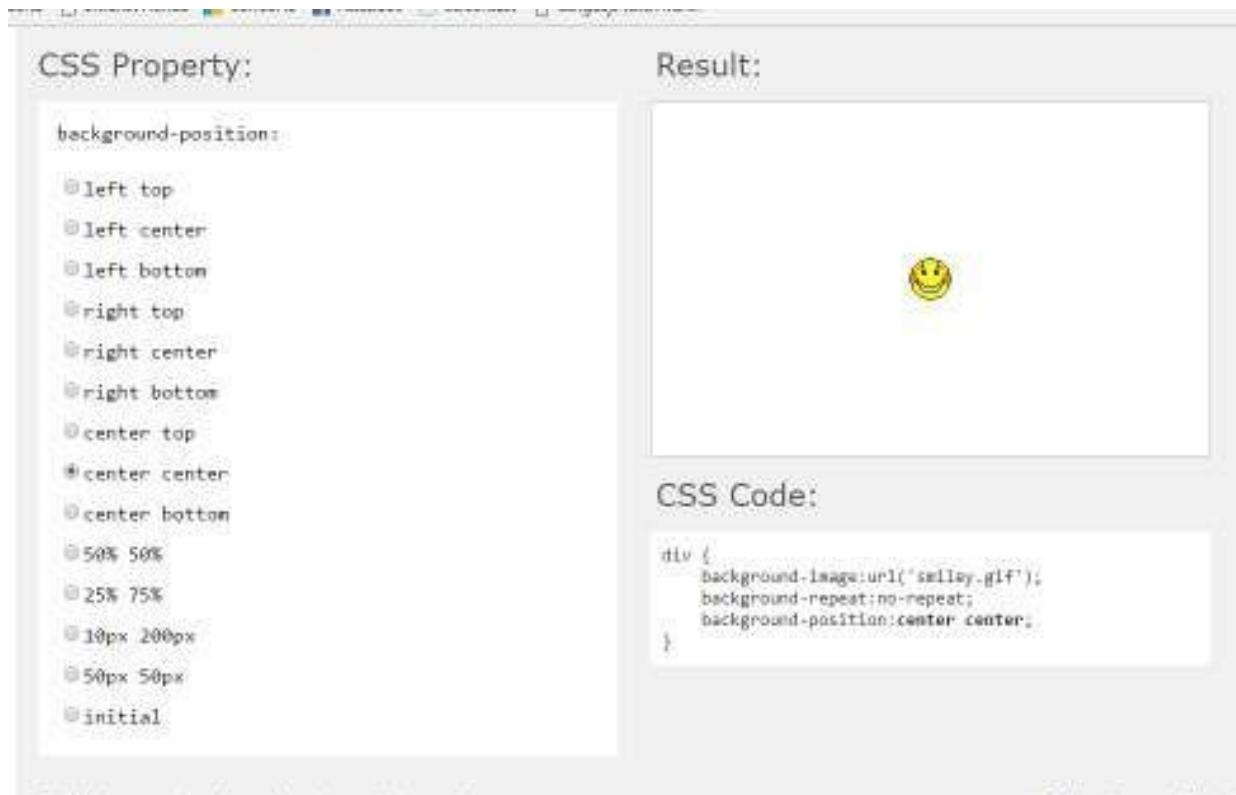 CSS Property:
background-position:
left top
left center
left bottom
right top
right center
right bottom
center top
center center
center bottom
50% 50%
25% 75%
10px 200px
50px 50px
initial
Result:
CSS Code:
div {
background-image:url('smiley.gif');
background-repeat:no-repeat;
background-position:center center;
}